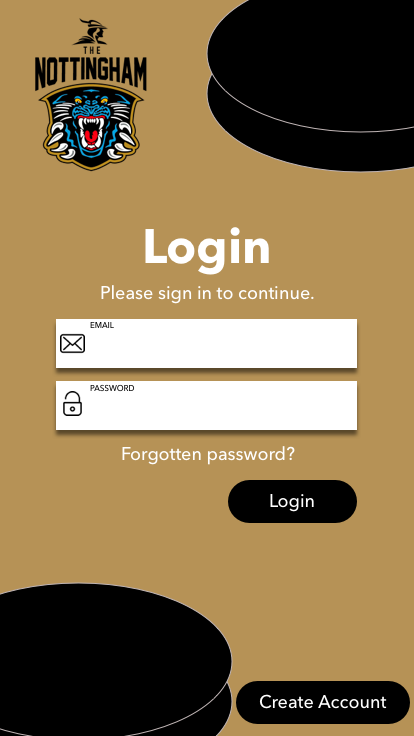 THE
NOTTINGHAM
Login
Please sign in to continue.
EMAIL
PASSWORD
Forgotten password?
Login
Create Account